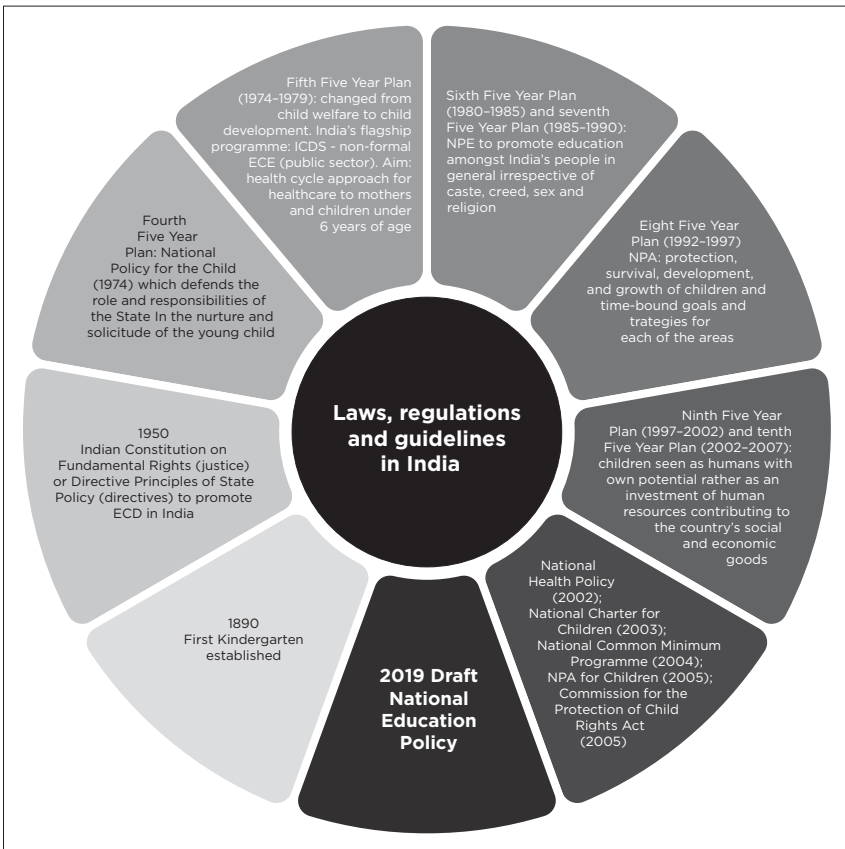 Laws, regulations
and guidelines
in India
1890
First Kindergarten
established
1950
Indian Constitution on
Fundamental Rights (justice)
or Directive Principles of State
Policy (directives) to promote
ECD in India
Fourth
Five Year
Plan: National
Policy for the Child
(1974) which defends the
role and responsibilities of
the State In the nurture and
solicitude of the young child
Fifth Five Year Plan
(1974–1979): changed from
child welfare to child
development. India's flagship
programme: ICDS - non-formal
ECE (public sector). Aim:
health cycle approach for
healthcare to mothers
and children under
6 years of age
Sixth Five Year Plan
(1980–1985) and seventh
Five Year Plan (1985–1990):
NPE to promote education
amongst India's people in
general irrespective of
caste, creed, sex and
religion
Eight Five Year
Plan (1992–1997)
NPA: protection,
survival, development,
and growth of children and
time-bound goals and
trategies for
each of the areas
Ninth Five Year
Plan (1997–2002) and tenth
Five Year Plan (2002–2007):
children seen as humans with
own potential rather as an
investment of human
resources contributing to
the country's social
and economic
goods
National
Health Policy
(2002);
National Charter for
Children (2003);
National Common Minimum
Programme (2004);
NPA for Children (2005);
Commission for the
Protection of Child
Rights Act
(2005)
2019 Draft
National
Education
Policy